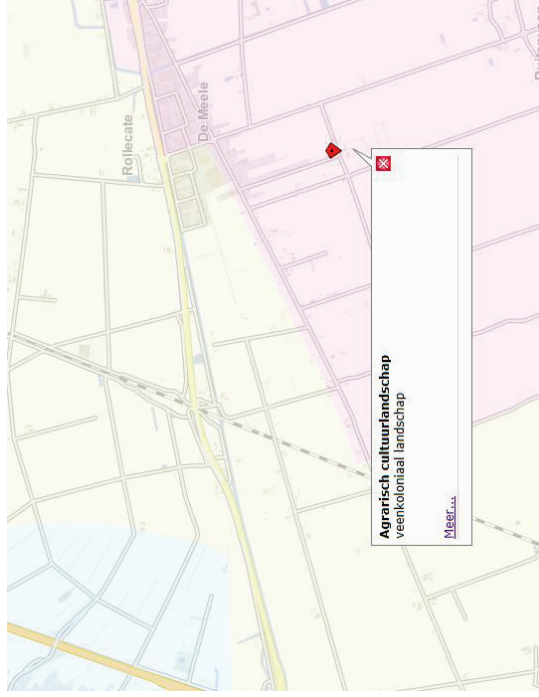 Rollecate
De Meele
Agrarisch cultuurlandschap
veenkoloniaal landschap
Meer...